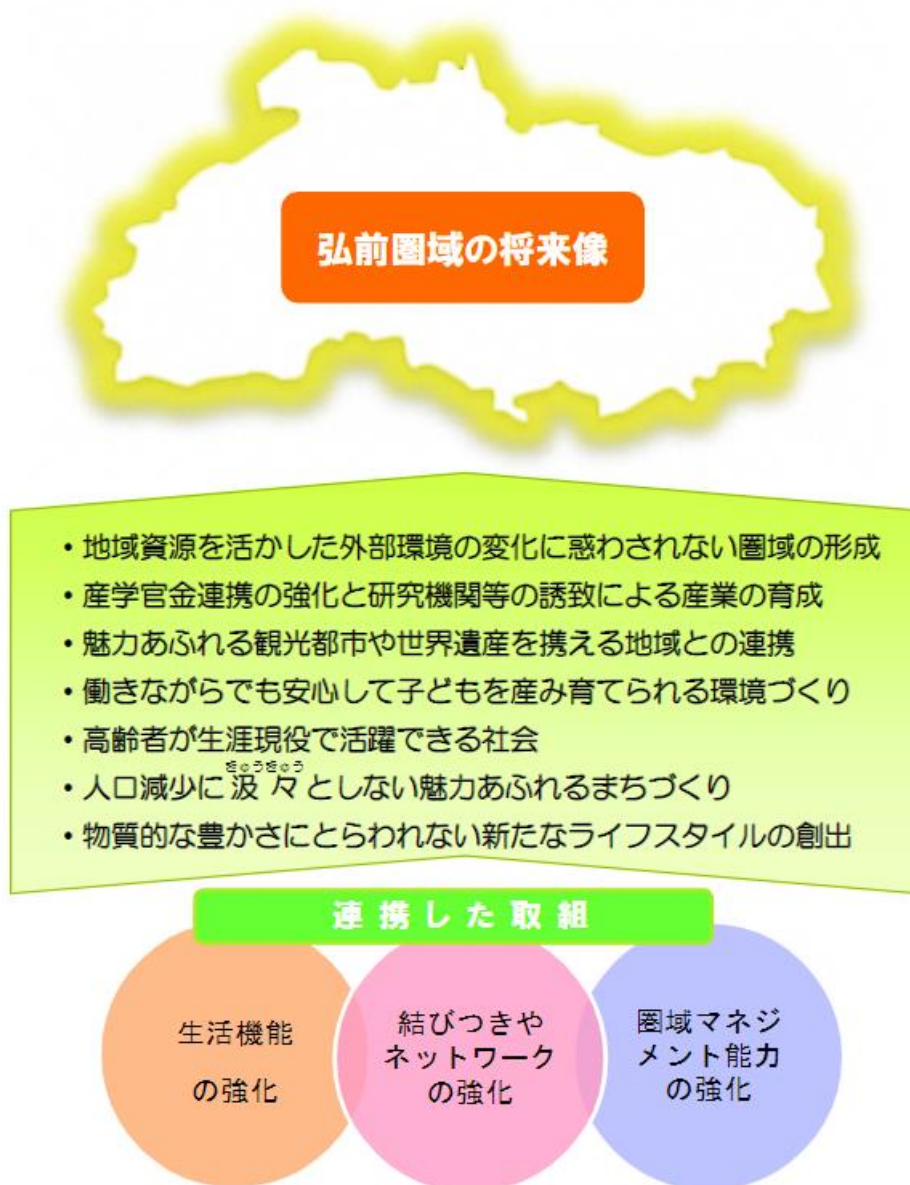 弘前圏域の将来像
・地域資源を活かした外部環境の変化に惑わされない圏域の形成
・産学官金連携の強化と研究機関等の誘致による産業の育成
・魅力あふれる観光都市や世界遺産を携える地域との連携
・働きながらでも安心して子どもを産み育てられる環境づくり
・高齢者が生涯現役で活躍できる社会
きゅうきゅう
・人口減少に汲々としない魅力あふれるまちづくり
・物質的な豊かさにとらわれない新たなライフスタイルの創出
連携した取組
生活機能
の強化
結びつきや
ネットワーク
の強化
圏域マネジ
メント能力
の強化